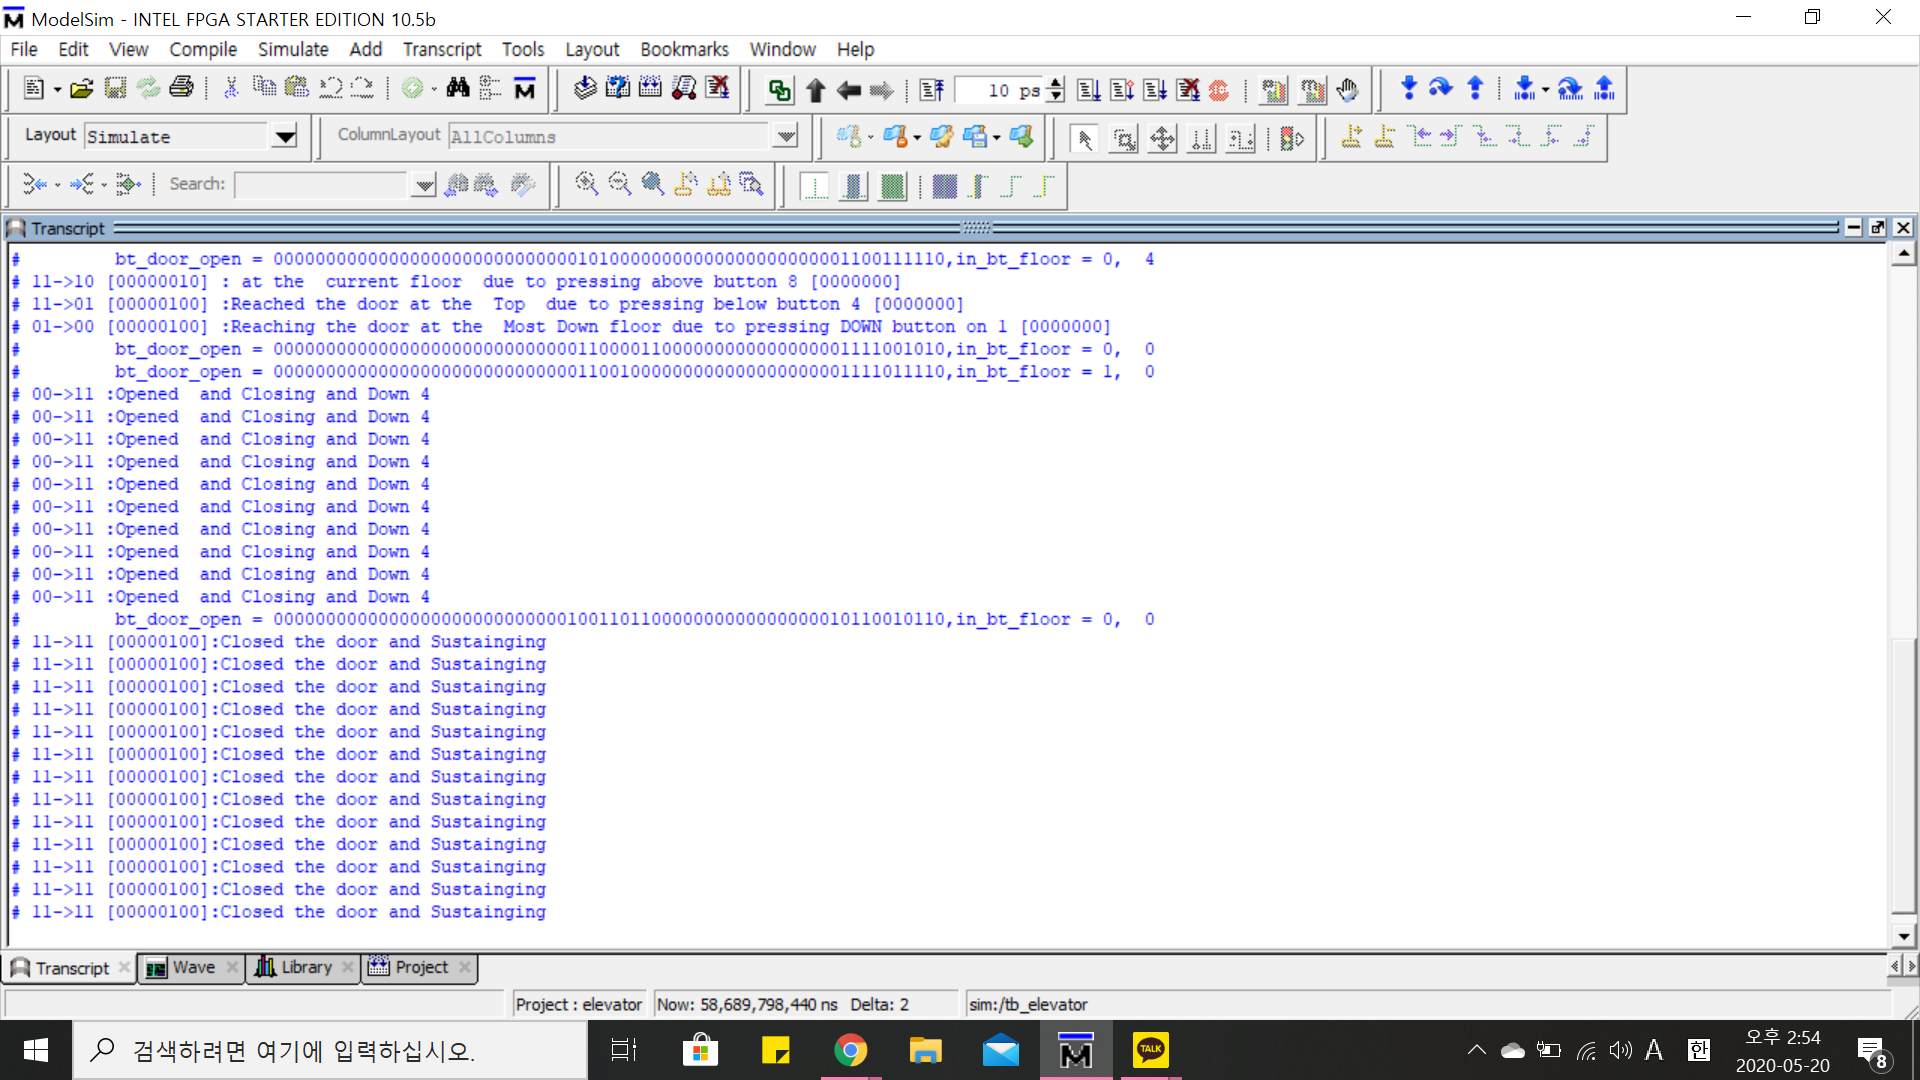 ModelSim - INTEL FPGA STARTER EDITION 10.5b
File Edit View Compile Simulate Add Transcript Tools Layout Bookmarks Window Help
10 ps
Layout Simulate
ColumnLayout AllColumns
Search:
Transcript
# bt_door_open = 0000000000000000000000000000010100000000000000000000001100111110,in_bt_floor = 0, 4
# 11->10 [00000010] : at the current floor due to pressing above button 8 [0000000]
# 11->01 [00000100] :Reached the door at the Top due to pressing below button 4 [0000000]
# 01->00 [00000100] :Reaching the door at the Most Down floor due to pressing DOWN button on 1 [0000000]
# bt_door_open = 0000000000000000000000000000011000011000000000000000001111001010,in_bt_floor = 0, 0
# bt_door_open = 0000000000000000000000000000011001000000000000000000001111011110,in_bt_floor = 1, 0
# 00->11 :Opened and Closing and Down 4
# 00->11 :Opened and Closing and Down 4
# 00->11 :Opened and Closing and Down 4
# 00->11 :Opened and Closing and Down 4
# 00->11 :Opened and Closing and Down 4
# 00->11 :Opened and Closing and Down 4
# 00->11 :Opened and Closing and Down 4
# 00->11 :Opened and Closing and Down 4
# 00->11 :Opened and Closing and Down 4
# 00->11 :Opened and Closing and Down 4
# bt_door_open = 0000000000000000000000000000100110110000000000000000010110010110,in_bt_floor = 0, 0
# 11->11 [00000100]:Closed the door and Sustainging
# 11->11 [00000100]:Closed the door and Sustainging
# 11->11 [00000100]:Closed the door and Sustainging
# 11->11 [00000100]:Closed the door and Sustainging
# 11->11 [00000100]:Closed the door and Sustainging
# 11->11 [00000100]:Closed the door and Sustainging
# 11->11 [00000100]:Closed the door and Sustainging
# 11->11 [00000100]:Closed the door and Sustainging
# 11->11 [00000100]:Closed the door and Sustainging
# 11->11 [00000100]:Closed the door and Sustainging
# 11->11 [00000100]:Closed the door and Sustainging
# 11->11 [00000100]:Closed the door and Sustainging
# 11->11 [00000100]:Closed the door and Sustainging
Transcript Wave Library Project
Project : elevator Now: 58,689,798,440 ns Delta: 2 sim:/tb_elevator
검색하려면 여기에 입력하십시오.
TALK
A 한
오후 2:54
2020-05-20
8